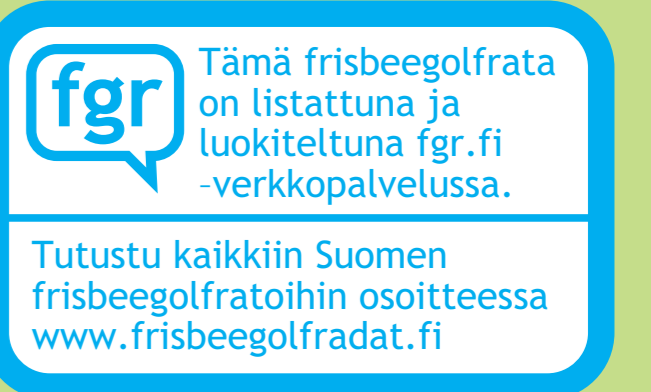 fgr
Tämä frisbeegolfrata
on listattuna ja
luokiteltuna fgr.fi
–verkkopalvelussa.
Tutustu kaikkiin Suomen
frisbeegolfratoihin osoitteessa
www.frisbeegolfradat.fi